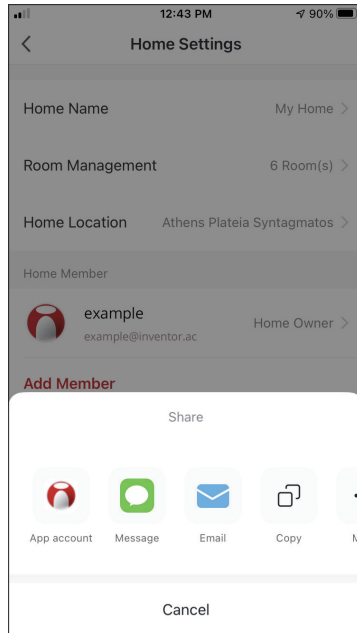 12:43 PM 90%
Home Settings
Home Name My Home >
Room Management 6 Room(s) >
Home Location Athens Plateia Syntagmatos >
Home Member
example
example@inventor.ac
Home Owner >
Add Member
Share
App account Message Email Copy
Cancel